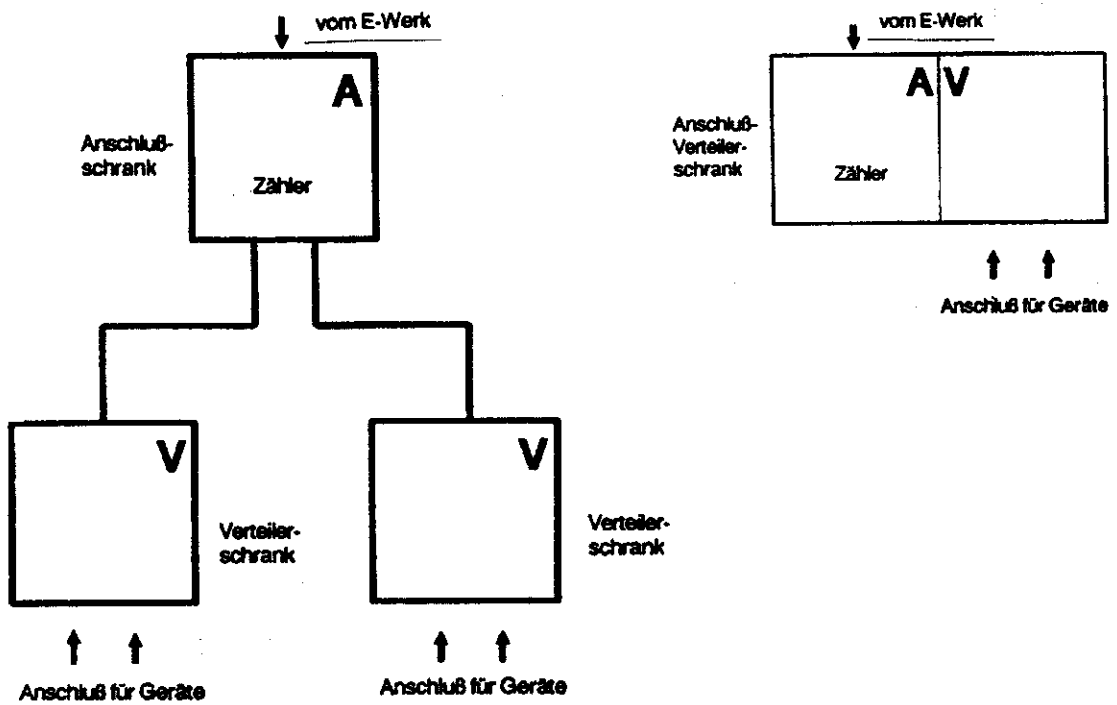 vom E-Werk
A
Anschluß-
schrank
Zähler
V
Verteiler-
schrank
Anschluß für Geräte
V
Verteiler-
schrank
Anschluß für Geräte
vom E-Werk
A V
Anschluß-
Verteiler-
schrank
Zähler
Anschluß für Geräte